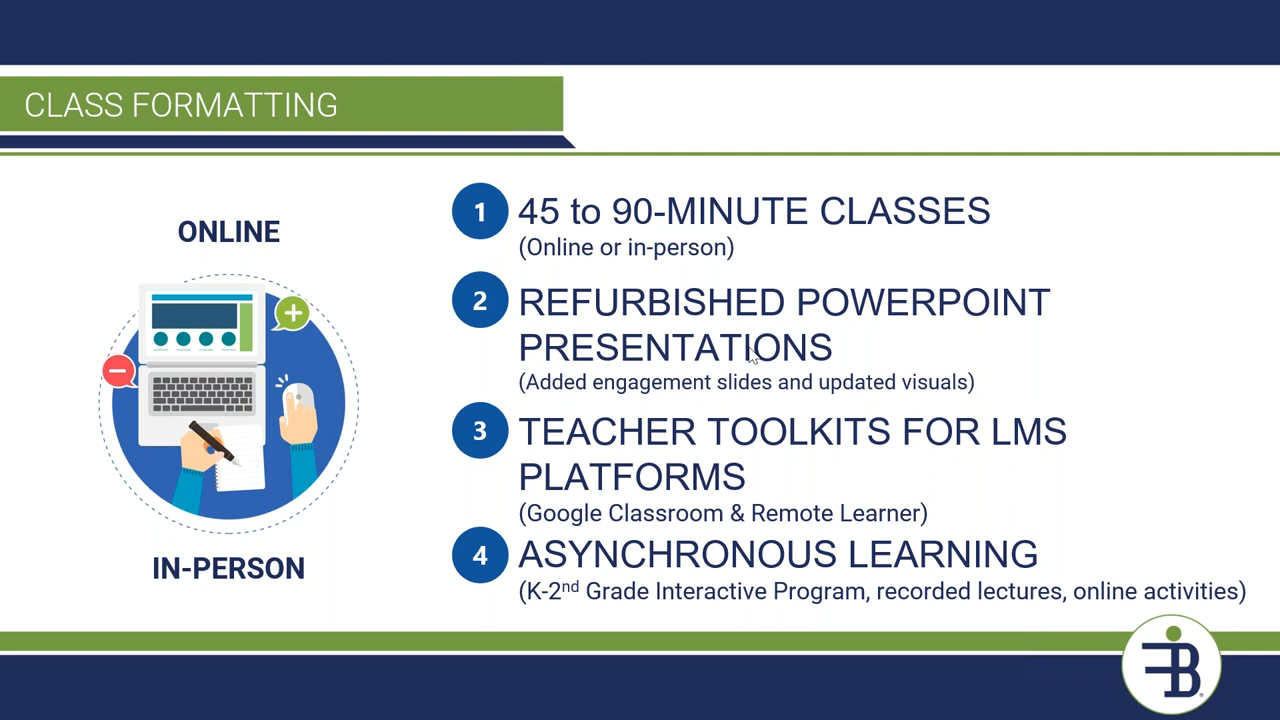 CLASS FORMATTING
ONLINE
IN-PERSON
1 45 to 90-MINUTE CLASSES
(Online or in-person)
2 REFURBISHED POWERPOINT
PRESENTATIONS
(Added engagement slides and updated visuals)
3 TEACHER TOOLKITS FOR LMS
PLATFORMS
(Google Classroom & Remote Learner)
4 ASYNCHRONOUS LEARNING
(K-2nd Grade Interactive Program, recorded lectures, online activities)